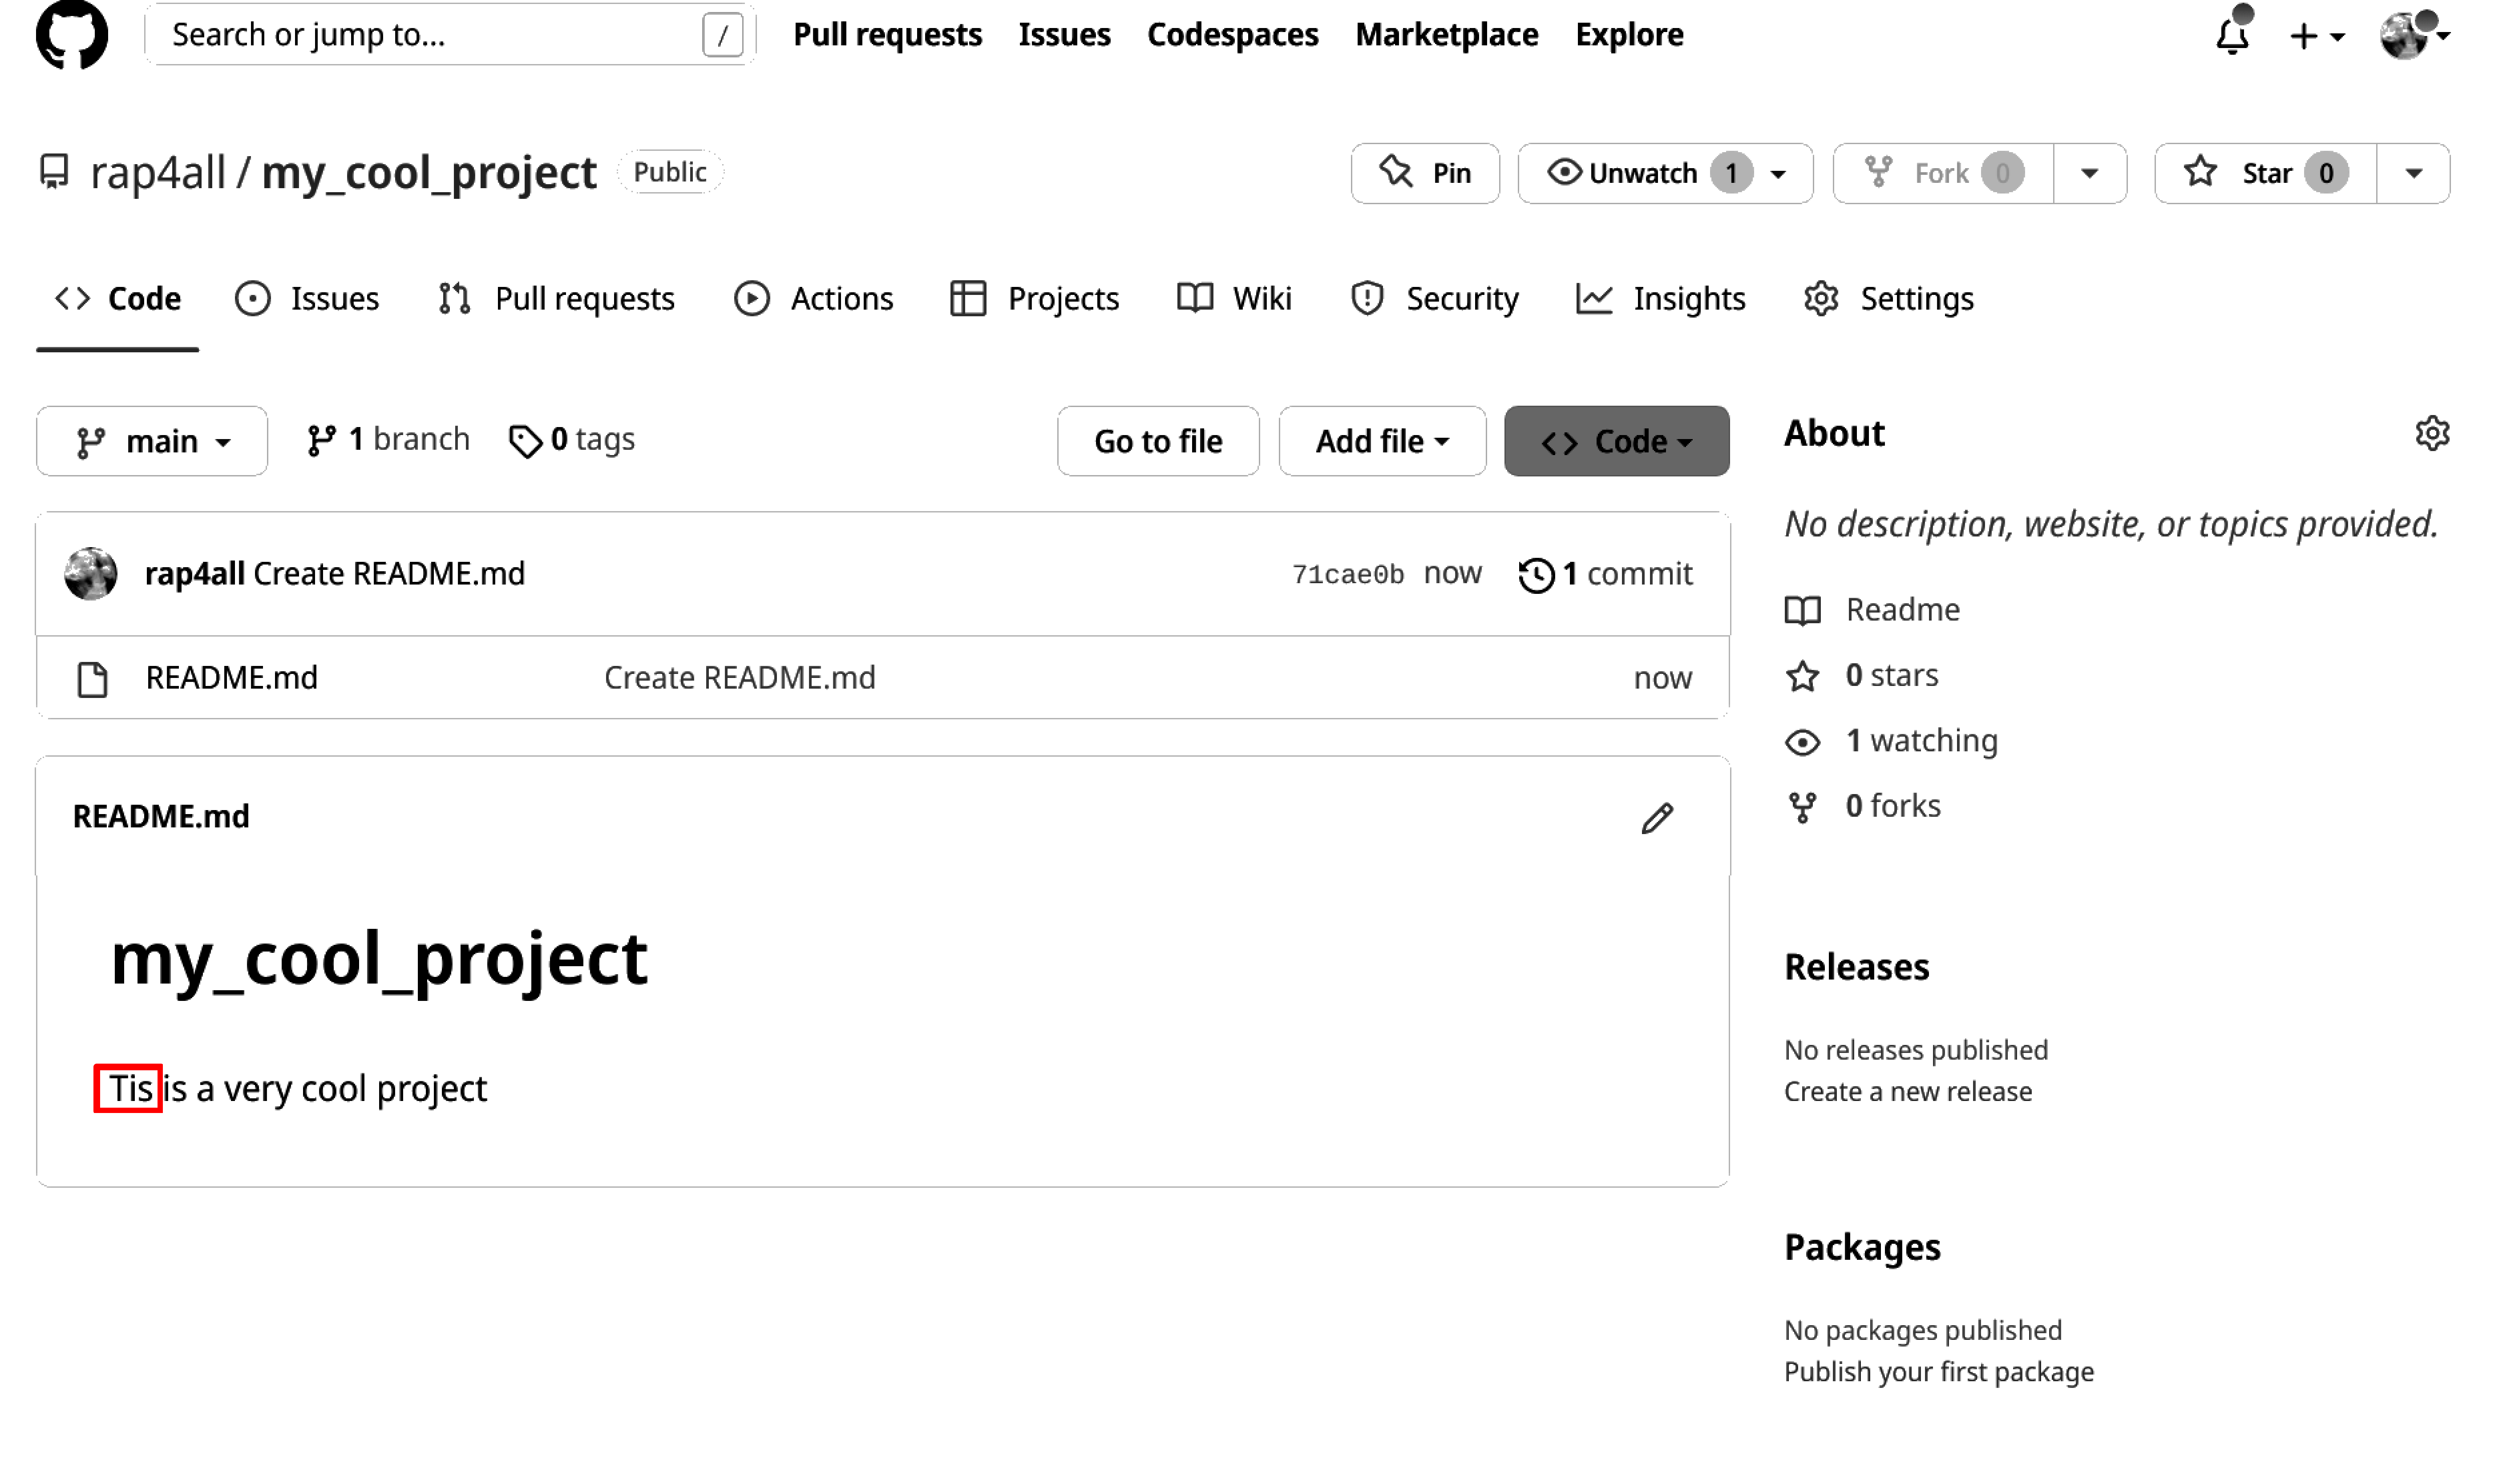 Search or jump to... / Pull requests Issues Codespaces Marketplace Explore
rap4all / my_cool_project Public Pin Unwatch 1 Fork 0 Star 0
Code Issues Pull requests Actions Projects Wiki Security Insights Settings
main 1 branch 0 tags Go to file Add file Code
rap4all Create README.md 71cae0b now 1 commit
README.md Create README.md now
README.md
my_cool_project
Tis is a very cool project
About
No description, website, or topics provided.
Readme
0 stars
1 watching
0 forks
Releases
No releases published
Create a new release
Packages
No packages published
Publish your first package